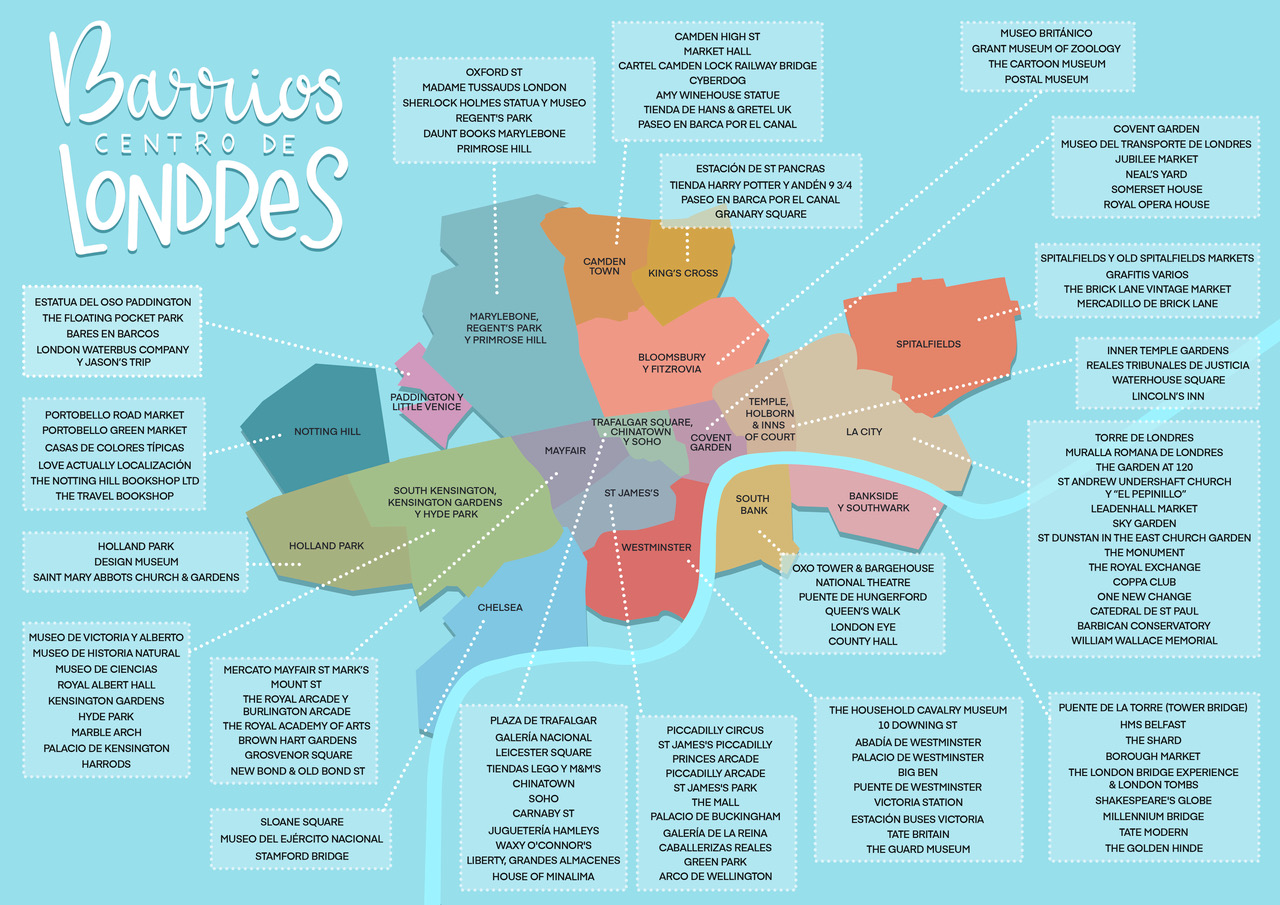 Barrios
CENTRO DE
LONDRES
OXFORD ST
MADAME TUSSAUDS LONDON
SHERLOCK HOLMES STATUA Y MUSEO
REGENT'S PARK
DAUNT BOOKS MARYLEBONE
PRIMROSE HILL
CAMDEN HIGH ST
MARKET HALL
CARTEL CAMDEN LOCK RAILWAY BRIDGE
CYBERDOG
AMY WINEHOUSE STATUE
TIENDA DE HANS & GRETEL UK
PASEO EN BARCA POR EL CANAL
ESTACIÓN DE ST PANCRAS
TIENDA HARRY POTTER Y ANDÉN 9 3/4
PASEO EN BARCA POR EL CANAL
GRANARY SQUARE
MUSEO BRITÁNICO
GRANT MUSEUM OF ZOOLOGY
THE CARTOON MUSEUM
POSTAL MUSEUM
COVENT GARDEN
MUSEO DEL TRANSPORTE DE LONDRES
JUBILEE MARKET
NEAL'S YARD
SOMERSET HOUSE
ROYAL OPERA HOUSE
SPITALFIELDS Y OLD SPITALFIELDS MARKETS
GRAFITIS VARIOS
THE BRICK LANE VINTAGE MARKET
MERCADILLO DE BRICK LANE
INNER TEMPLE GARDENS
REALES TRIBUNALES DE JUSTICIA
WATERHOUSE SQUARE
LINCOLN'S INN
TORRE DE LONDRES
MURALLA ROMANA DE LONDRES
THE GARDEN AT 120
ST ANDREW UNDERSHAFT CHURCH
Y “EL PEPINILLO”
LEADENHALL MARKET
SKY GARDEN
ST DUNSTAN IN THE EAST CHURCH GARDEN
THE MONUMENT
THE ROYAL EXCHANGE
COPPA CLUB
ONE NEW CHANGE
CATEDRAL DE ST PAUL
BARBICAN CONSERVATORY
WILLIAM WALLACE MEMORIAL
ESTATUA DEL OSO PADDINGTON
THE FLOATING POCKET PARK
BARES EN BARCOS
LONDON WATERBUS COMPANY
Y JASON'S TRIP
PORTOBELLO ROAD MARKET
PORTOBELLO GREEN MARKET
CASAS DE COLORES TÍPICAS
LOVE ACTUALLY LOCALIZACIÓN
THE NOTTING HILL BOOKSHOP LTD
THE TRAVEL BOOKSHOP
HOLLAND PARK
DESIGN MUSEUM
SAINT MARY ABBOTS CHURCH & GARDENS
CAMDEN
TOWN
KING'S CROSS
MARYLEBONE,
REGENT'S PARK
Y PRIMROSE HILL
BLOOMSBURY
Y FITZROVIA
SPITALFIELDS
PADDINGTON Y
LITTLE VENICE
NOTTING HILL
TRAFALGAR SQUARE,
CHINATOWN
Y SOHO
COVENT
GARDEN
TEMPLE,
HOLBORN
& INNS
OF COURT
LA CITY
MAYFAIR
ST JAMES'S
SOUTH KENSINGTON,
KENSINGTON GARDENS
Y HYDE PARK
HOLLAND PARK
SOUTH
BANK
BANKSIDE
Y SOUTHWARK
WESTMINSTER
CHELSEA
OXO TOWER & BARGEHOUSE
NATIONAL THEATRE
PUENTE DE HUNGERFORD
QUEEN'S WALK
LONDON EYE
COUNTY HALL
MUSEO DE VICTORIA Y ALBERTO
MUSEO DE HISTORIA NATURAL
MUSEO DE CIENCIAS
ROYAL ALBERT HALL
KENSINGTON GARDENS
HYDE PARK
MARBLE ARCH
PALACIO DE KENSINGTON
HARRODS
MERCATO MAYFAIR ST MARK'S
MOUNT ST
THE ROYAL ARCADE Y
BURLINGTON ARCADE
THE ROYAL ACADEMY OF ARTS
BROWN HART GARDENS
GROSVENOR SQUARE
NEW BOND & OLD BOND ST
SLOANE SQUARE
MUSEO DEL EJÉRCITO NACIONAL
STAMFORD BRIDGE
PLAZA DE TRAFALGAR
GALERÍA NACIONAL
LEICESTER SQUARE
TIENDAS LEGO Y M&M'S
CHINATOWN
SOHO
CARNABY ST
JUGUETERÍA HAMLEYS
WAXY O'CONNOR'S
LIBERTY, GRANDES ALMACENES
HOUSE OF MINALIMA
PICCADILLY CIRCUS
ST JAMES'S PICCADILLY
PRINCES ARCADE
PICCADILLY ARCADE
ST JAMES'S PARK
THE MALL
PALACIO DE BUCKINGHAM
GALERÍA DE LA REINA
CABALLERIZAS REALES
GREEN PARK
ARCO DE WELLINGTON
THE HOUSEHOLD CAVALRY MUSEUM
10 DOWNING ST
ABADÍA DE WESTMINSTER
PALACIO DE WESTMINSTER
BIG BEN
PUENTE DE WESTMINSTER
VICTORIA STATION
ESTACIÓN BUSES VICTORIA
TATE BRITAIN
THE GUARD MUSEUM
PUENTE DE LA TORRE (TOWER BRIDGE)
HMS BELFAST
THE SHARD
BOROUGH MARKET
THE LONDON BRIDGE EXPERIENCE
& LONDON TOMBS
SHAKESPEARE'S GLOBE
MILLENNIUM BRIDGE
TATE MODERN
THE GOLDEN HINDE